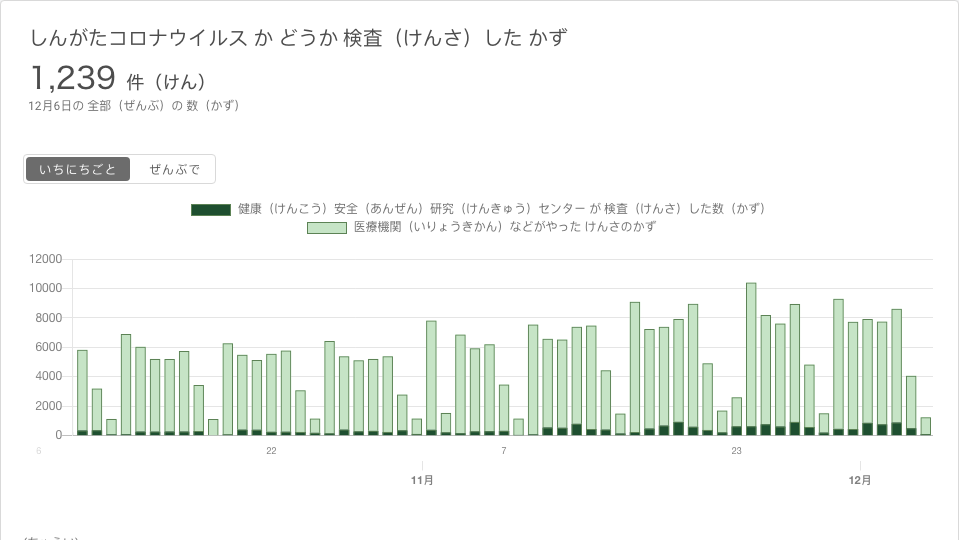 しんがたコロナウイルス か どうか 検査（けんさ）した かず
1,239 件（けん）
12月6日の 全部（ぜんぶ）の 数（かず）
いちにちごと ぜんぶで
健康（けんこう）安全（あんぜん）研究（けんきゅう）センター が 検査（けんさ）した数（かず）
医療機関（いりょうきかん）などがやった けんさのかず
12000
10000
8000
6000
4000
2000
0
6 22 7 23
11月 12月